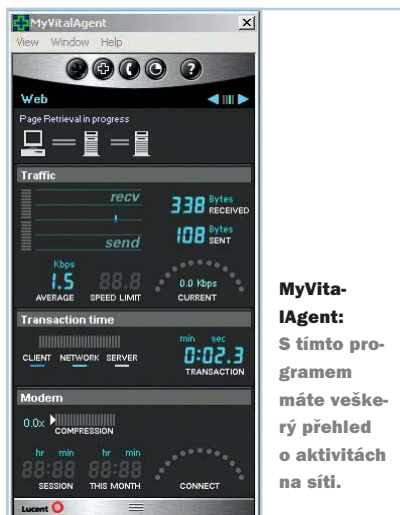 MyVitalAgent
View Window Help
Web
Page Retrieval in progress
Traffic
recv
338 Bytes RECEIVED
send
108 Bytes SENT
Kbps
1.5 88.8 0.0 Kbps
AVERAGE SPEED LIMIT CURRENT
Transaction time
min sec
CLIENT NETWORK SERVER 0:02.3
TRANSACTION
Modem
0.0x
COMPRESSION
hr min hr min
88:88 88:88
SESSION THIS MONTH CONNECT
Lucent
MyVita-
lAgent:
S tímto pro-
gramem
máte veške-
rý přehled
o aktivitách
na síti.